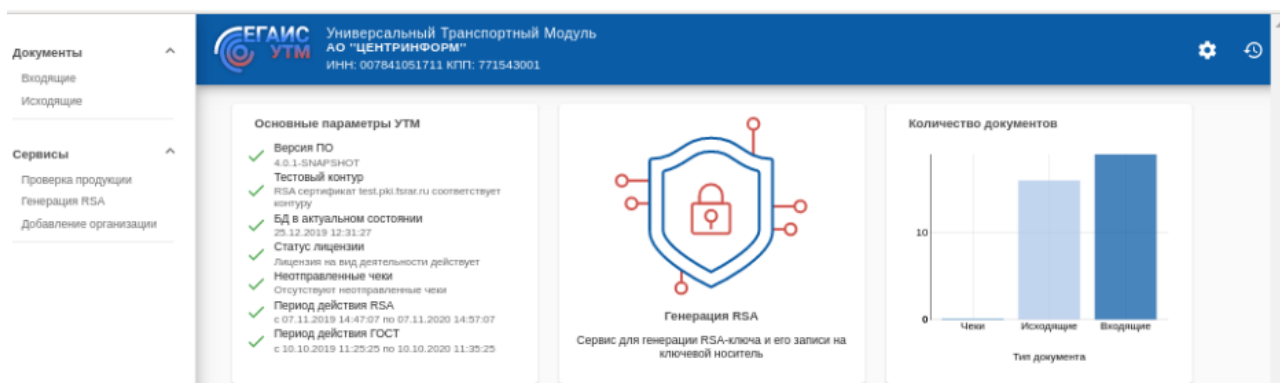 Документы
Входящие
Исходящие
Сервисы
Проверка продукции
Генерация RSA
Добавление организации
ЕГАИС
УТМ
Универсальный Транспортный Модуль
АО "ЦЕНТРИНФОРМ"
ИНН: 007841051711 КПП: 771543001
Основные параметры УТМ
Версия ПО
4.0.1-SNAPSHOT
Тестовый контур
RSA сертификат test.pki.fsrar.ru соответствует
контуру
БД в актуальном состоянии
25.12.2019 12:31:27
Статус лицензии
Лицензия на вид деятельности действует
Неотправленные чеки
Отсутствуют неотправленные чеки
Период действия RSA
с 07.11.2019 14:47:07 по 07.11.2020 14:57:07
Период действия ГОСТ
с 10.10.2019 11:25:25 по 10.10.2020 11:35:25
Генерация RSA
Сервис для генерации RSA-ключа и его записи на
ключевой носитель
Количество документов
10
0
Чеки Исходящие Входящие
Тип документа